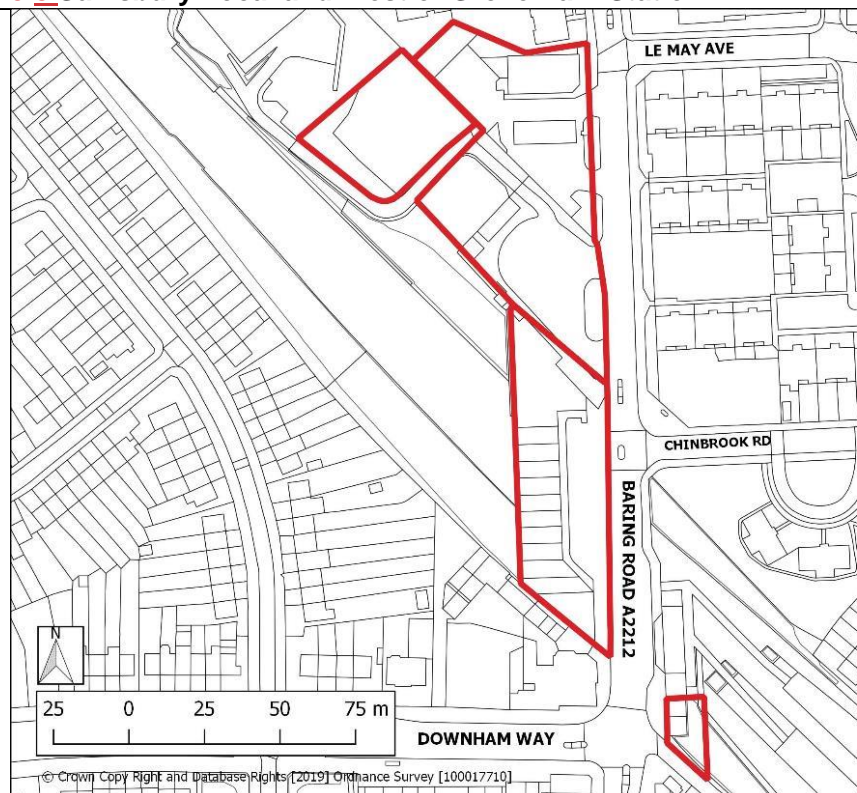 LE MAY AVE
CHINBROOK RD
BARING ROAD A2212
N
25 0 25 50 75 m
DOWNHAM WAY
© Crown Copy Right and Database Rights [2019] Ordnance Survey [100017710]